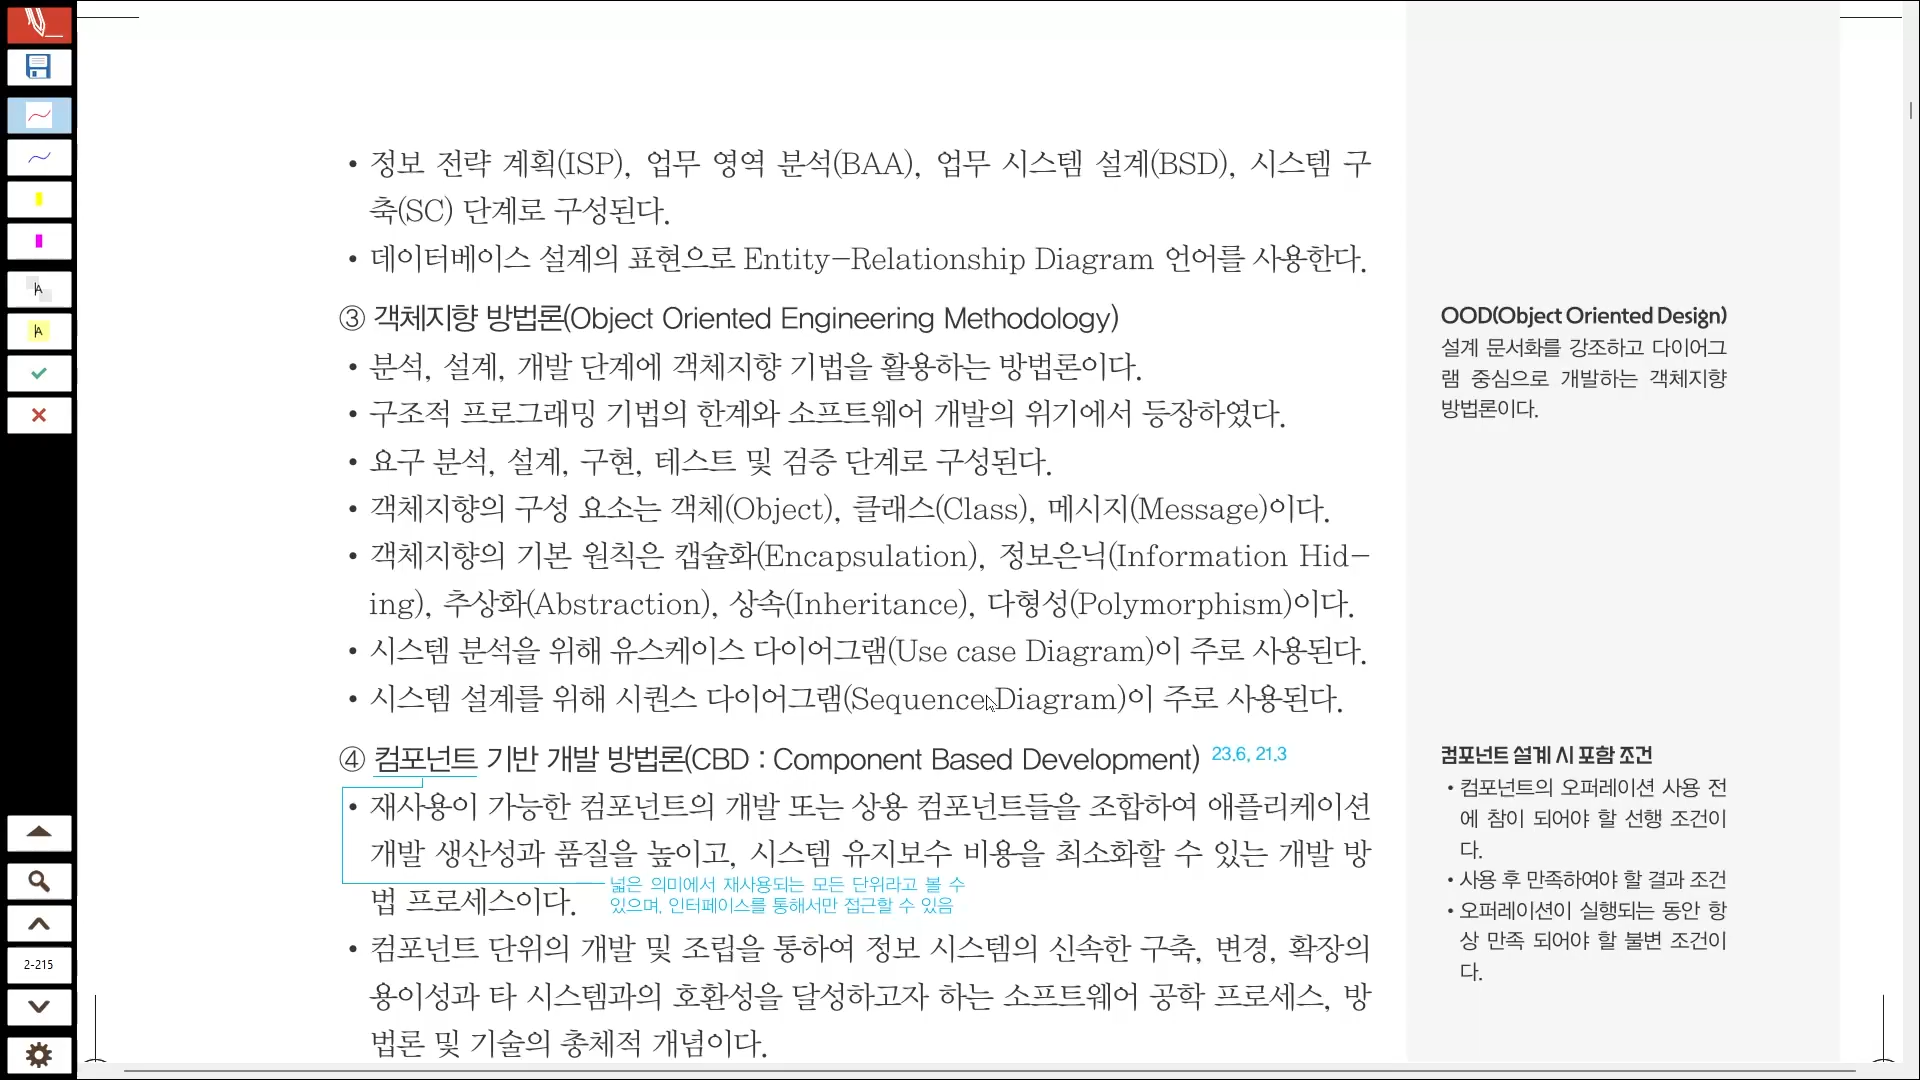 • 정보 전략 계획(ISP), 업무 영역 분석(BAA), 업무 시스템 설계(BSD), 시스템 구
축(SC) 단계로 구성된다.
• 데이터베이스 설계의 표현으로 Entity-Relationship Diagram 언어를 사용한다.
③ 객체지향 방법론(Object Oriented Engineering Methodology)
• 분석, 설계, 개발 단계에 객체지향 기법을 활용하는 방법론이다.
• 구조적 프로그래밍 기법의 한계와 소프트웨어 개발의 위기에서 등장하였다.
• 요구 분석, 설계, 구현, 테스트 및 검증 단계로 구성된다.
• 객체지향의 구성 요소는 객체(Object), 클래스(Class), 메시지(Message)이다.
• 객체지향의 기본 원칙은 캡슐화(Encapsulation), 정보은닉(Information Hid-
ing), 추상화(Abstraction), 상속(Inheritance), 다형성(Polymorphism)이다.
• 시스템 분석을 위해 유스케이스 다이어그램(Use case Diagram)이 주로 사용된다.
• 시스템 설계를 위해 시퀀스 다이어그램(Sequence Diagram)이 주로 사용된다.
④ 컴포넌트 기반 개발 방법론(CBD : Component Based Development) 23.6, 21.3
• 재사용이 가능한 컴포넌트의 개발 또는 상용 컴포넌트들을 조합하여 애플리케이션
개발 생산성과 품질을 높이고, 시스템 유지보수 비용을 최소화할 수 있는 개발 방
법 프로세스이다.
넓은 의미에서 재사용되는 모든 단위라고 볼 수
있으며, 인터페이스를 통해서만 접근할 수 있음
• 컴포넌트 단위의 개발 및 조립을 통하여 정보 시스템의 신속한 구축, 변경, 확장의
용이성과 타 시스템과의 호환성을 달성하고자 하는 소프트웨어 공학 프로세스, 방
법론 및 기술의 총체적 개념이다.
OOD(Object Oriented Design)
설계 문서화를 강조하고 다이어그
램 중심으로 개발하는 객체지향
방법론이다.
컴포넌트 설계 시 포함 조건
• 컴포넌트의 오퍼레이션 사용 전
에 참이 되어야 할 선행 조건이
다.
• 사용 후 만족하여야 할 결과 조건
• 오퍼레이션이 실행되는 동안 항
상 만족 되어야 할 불변 조건이
다.
A
A
2-215